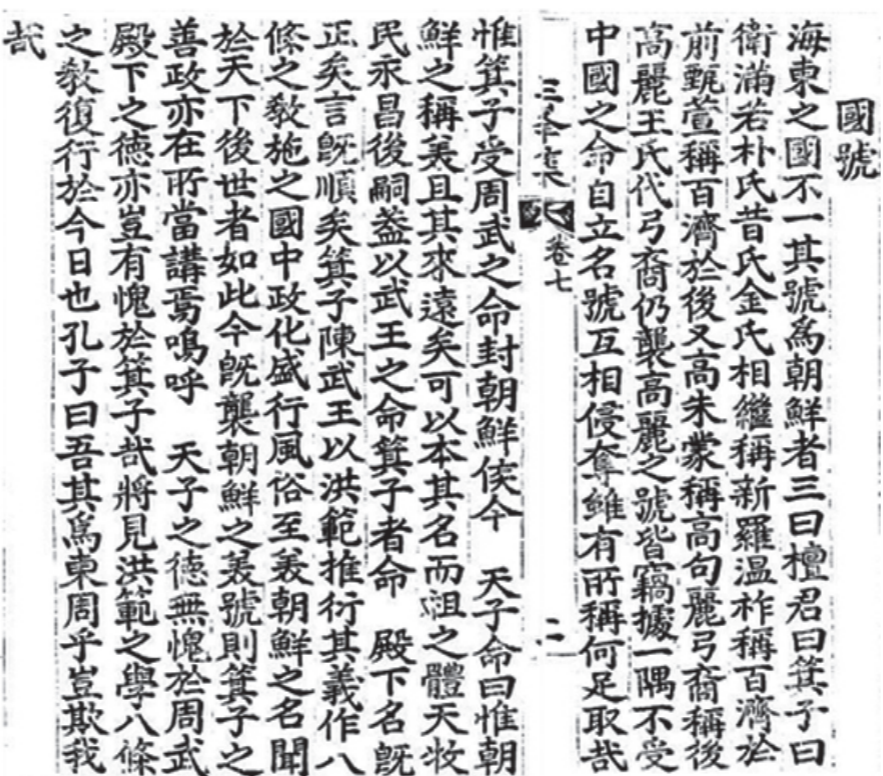 國號
海東之國不一其號爲朝鮮者三曰檀君曰箕子曰
衛滿若朴氏昔氏金氏相繼稱新羅溫祚稱百濟於
前甄萱稱百濟於後又高朱蒙稱高句麗弓裔稱後
高麗王氏代弓裔仍襲高麗之號皆竊據一隅不受
中國之命自立名號互相侵奪雖有所稱何足取哉
三峯集 卷七 二
惟箕子受周武之命封朝鮮侯今 天子命曰惟朝
鮮之稱美且其來遠矣可以本其名而祖之體天牧
民永昌後嗣盖以武王之命箕子者命 殿下名旣
正矣言旣順矣箕子陳武王以洪範推衍其義作八
條之敎施之國中政化盛行風俗至美朝鮮之名聞
於天下後世者如此今旣襲朝鮮之美號則箕子之
善政亦在所當講焉嗚呼 天子之德無愧於周武
殿下之德亦豈有愧於箕子哉將見洪範之學八條
之敎復行於今日也孔子曰吾其爲東周乎豈欺我
哉